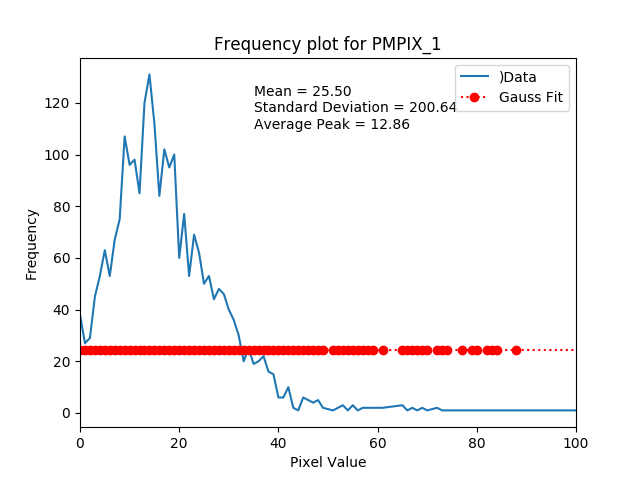 Frequency plot for PMPIX_1
Mean = 25.50
Standard Deviation = 200.64
Average Peak = 12.86
)Data
Gauss Fit
Frequency
120
100
80
60
40
20
0
0 20 40 60 80 100
Pixel Value